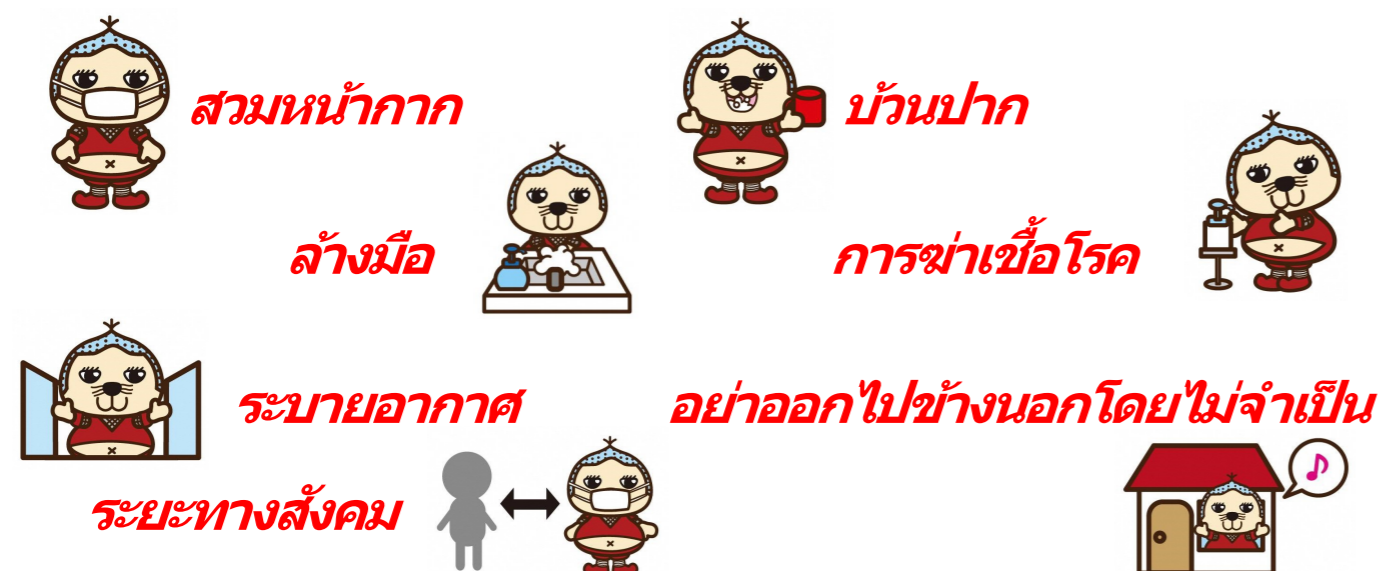 สวมหน้ากาก
บ้วนปาก
ล้างมือ
การฆ่าเชื้อโรค
ระบายอากาศ
อย่าออกไปข้างนอกโดยไม่จำเป็น
ระยะทางสังคม